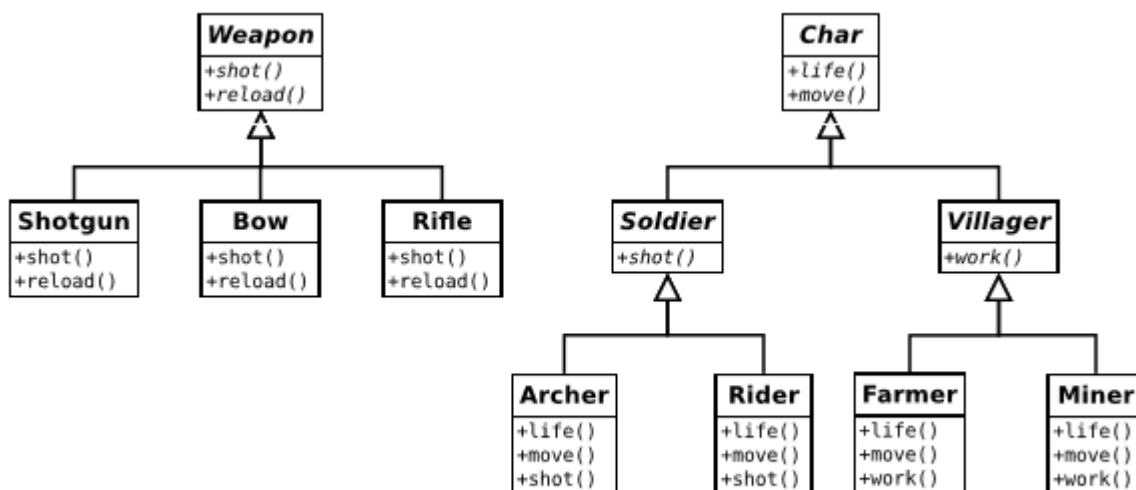 Weapon
+shot()
+reload()
Char
+life()
+move()
Shotgun
+shot()
+reload()
Bow
+shot()
+reload()
Rifle
+shot()
+reload()
Soldier
+shot()
Villager
+work()
Archer
+life()
+move()
+shot()
Rider
+life()
+move()
+shot()
Farmer
+life()
+move()
+work()
Miner
+life()
+move()
+work()